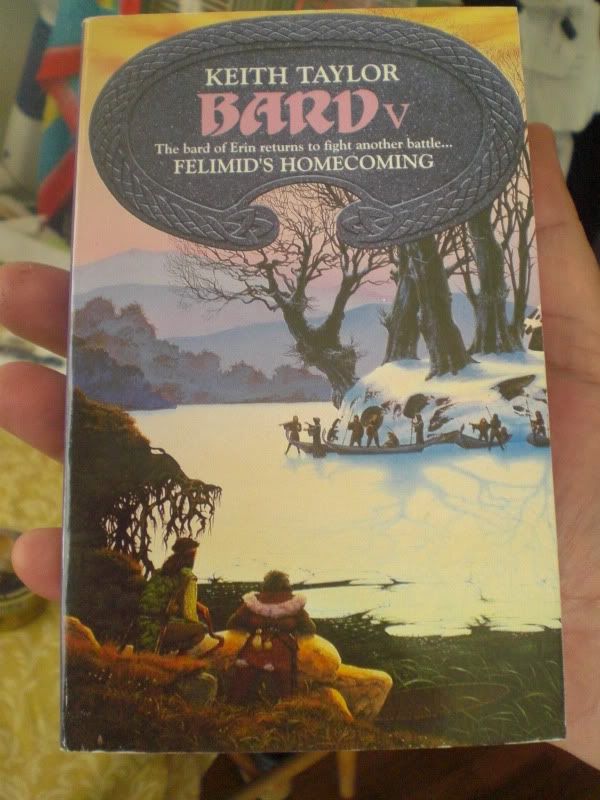 KEITH TAYLOR
BARD V
The bard of Erin returns to fight another battle...
FELIMID'S HOMECOMING